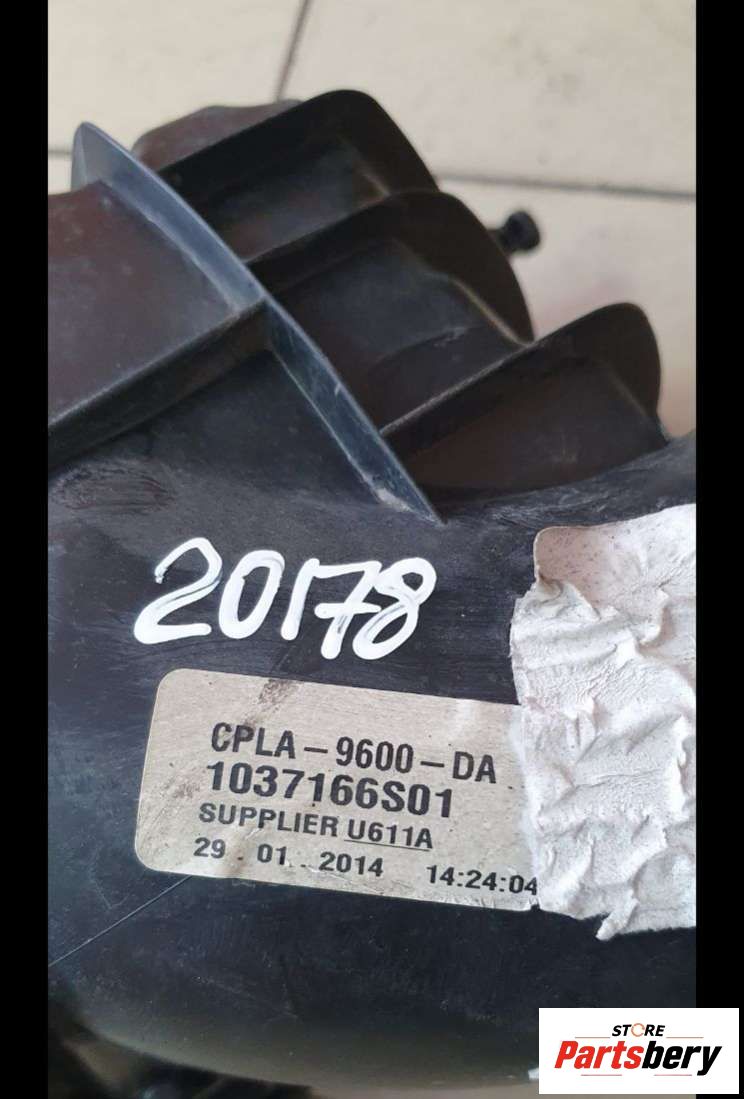 20178
CPLA-9600-DA
1037166S01
SUPPLIER U611A
29.01.2014 14:24:04
STORE
Partsbery